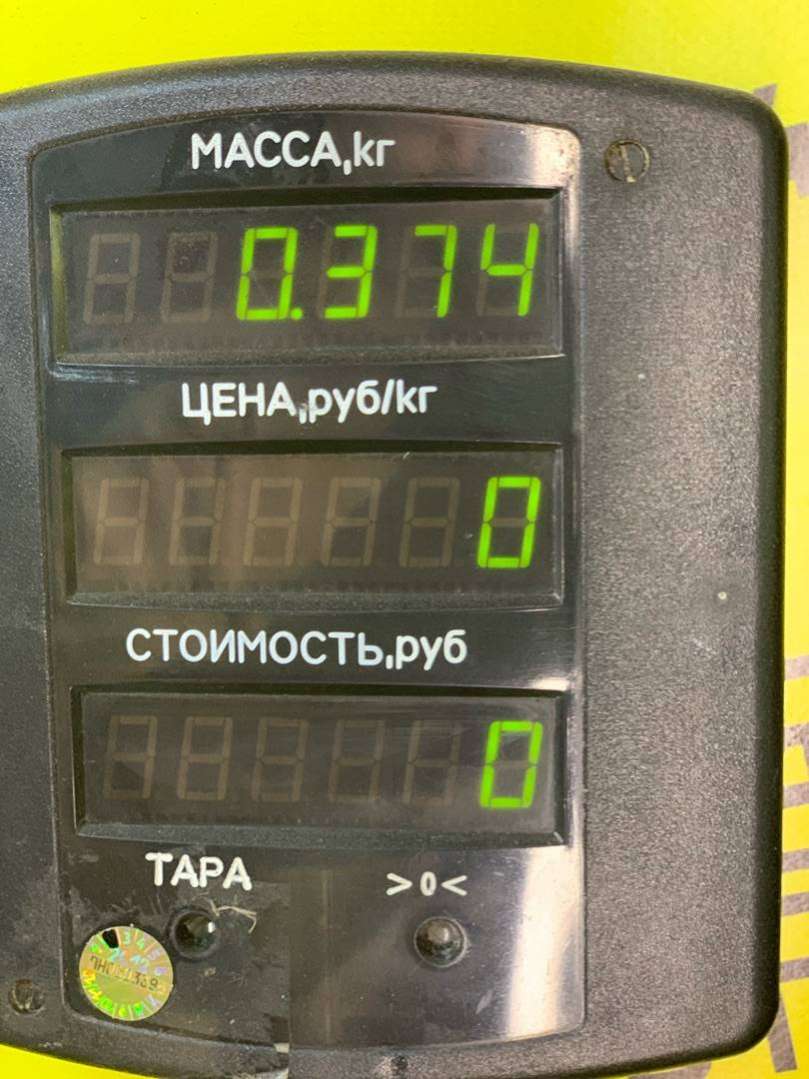 МАССА,кг
0.374
ЦЕНА,руб/кг
0
СТОИМОСТЬ,руб
0
ТАРА >0<